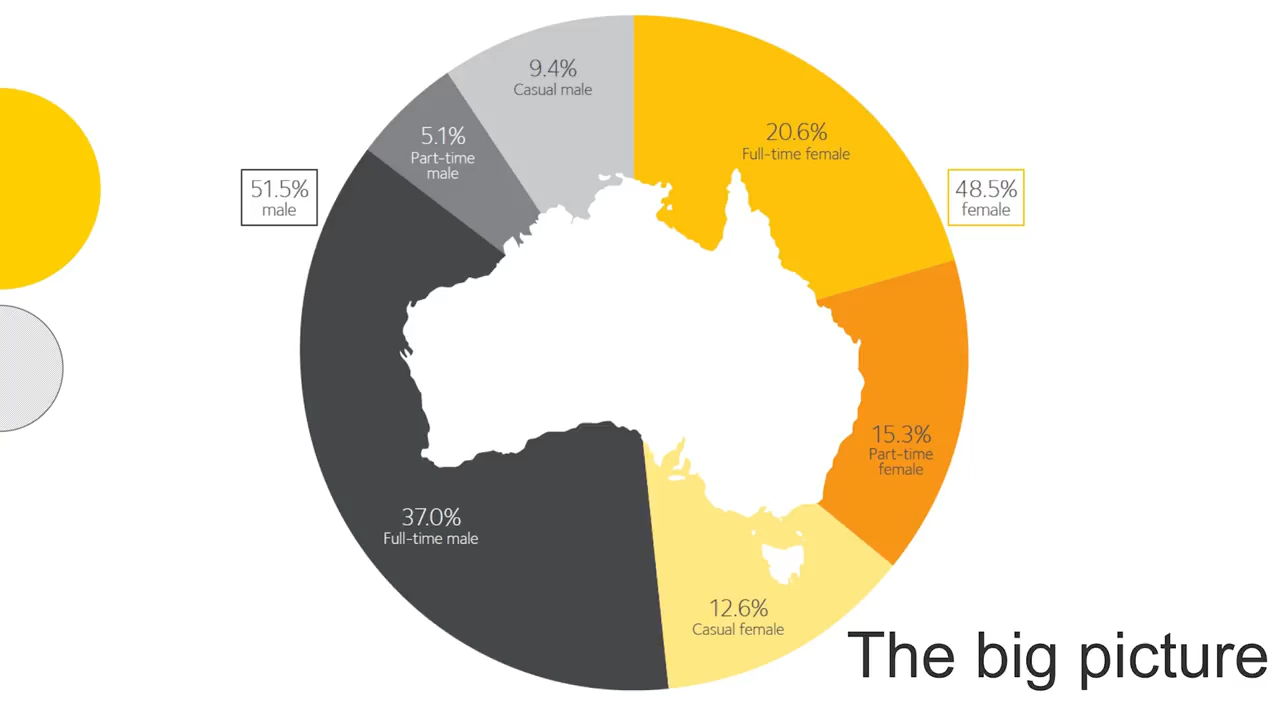 9.4%
Casual male
20.6%
Full-time female
5.1%
Part-time
male
51.5%
male
48.5%
female
15.3%
Part-time
female
37.0%
Full-time male
12.6%
Casual female
The big picture